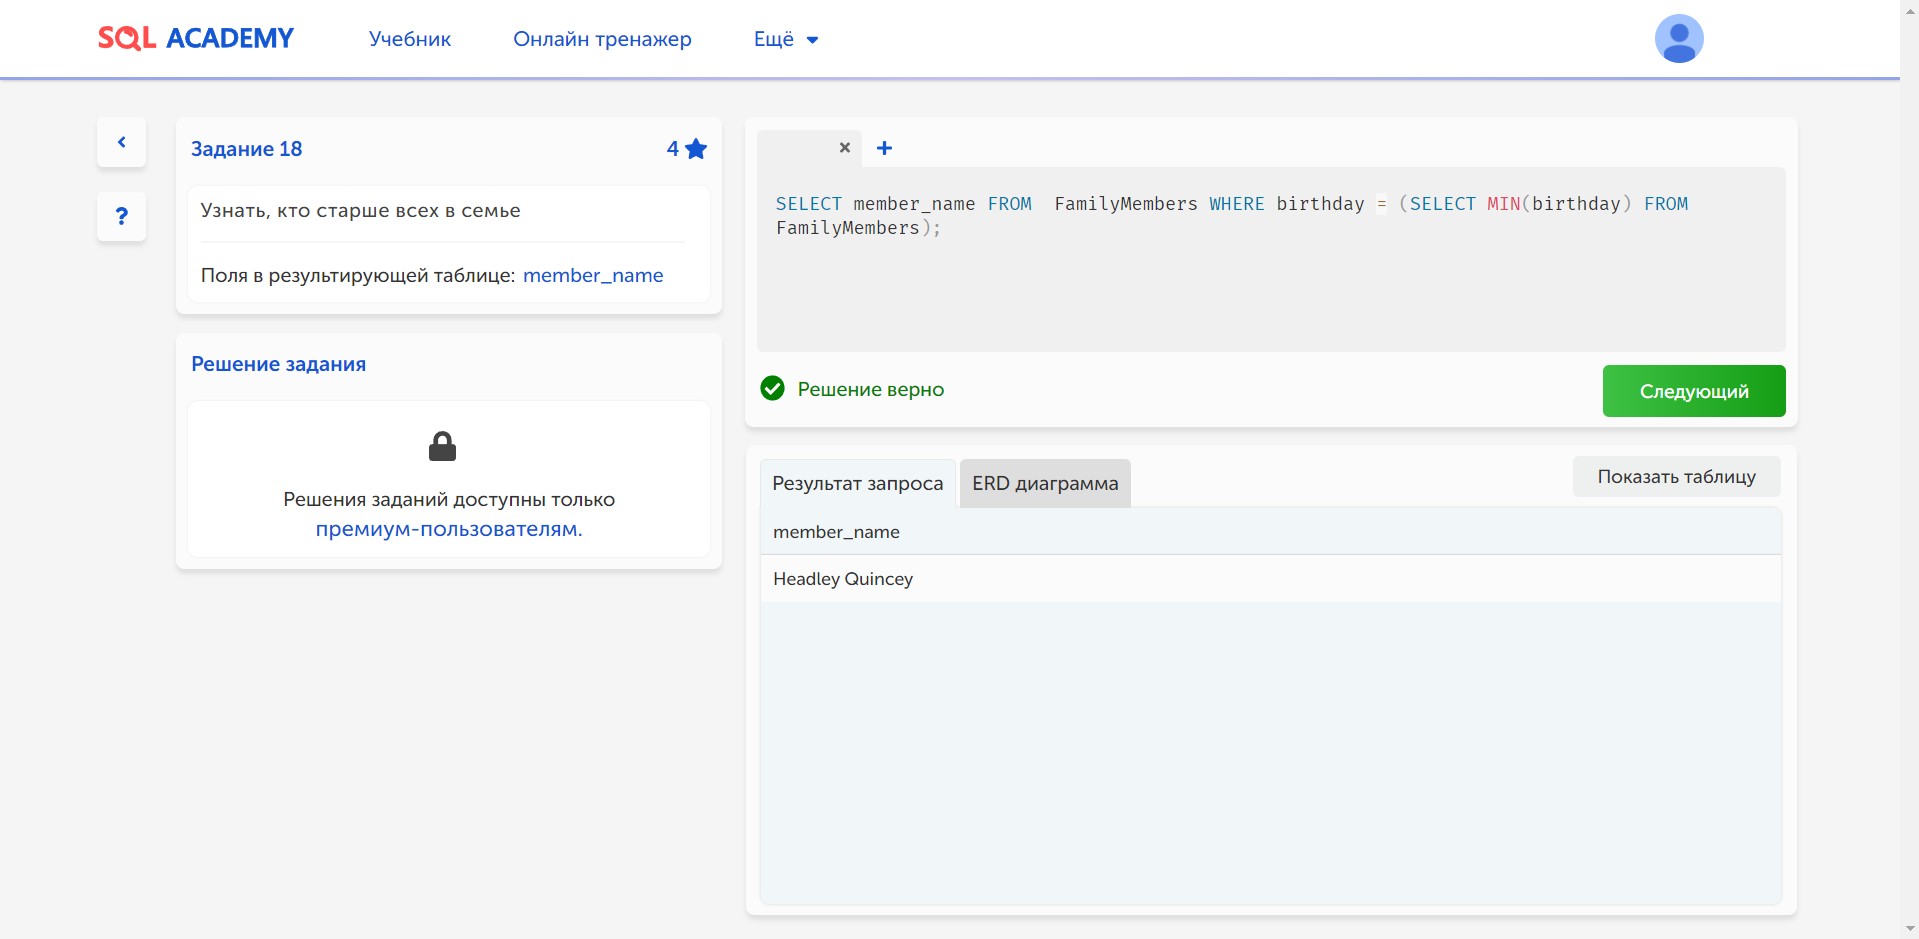 SQL ACADEMY
Учебник
Онлайн тренажер
Ещё
Задание 18
4
Узнать, кто старше всех в семье
Поля в результирующей таблице: member_name
Решение задания
Решения заданий доступны только
премиум-пользователям.
SELECT member_name FROM  FamilyMembers WHERE birthday = (SELECT MIN(birthday) FROM
FamilyMembers);
Решение верно
Следующий
Результат запроса
ERD диаграмма
Показать таблицу
member_name
Headley Quincey